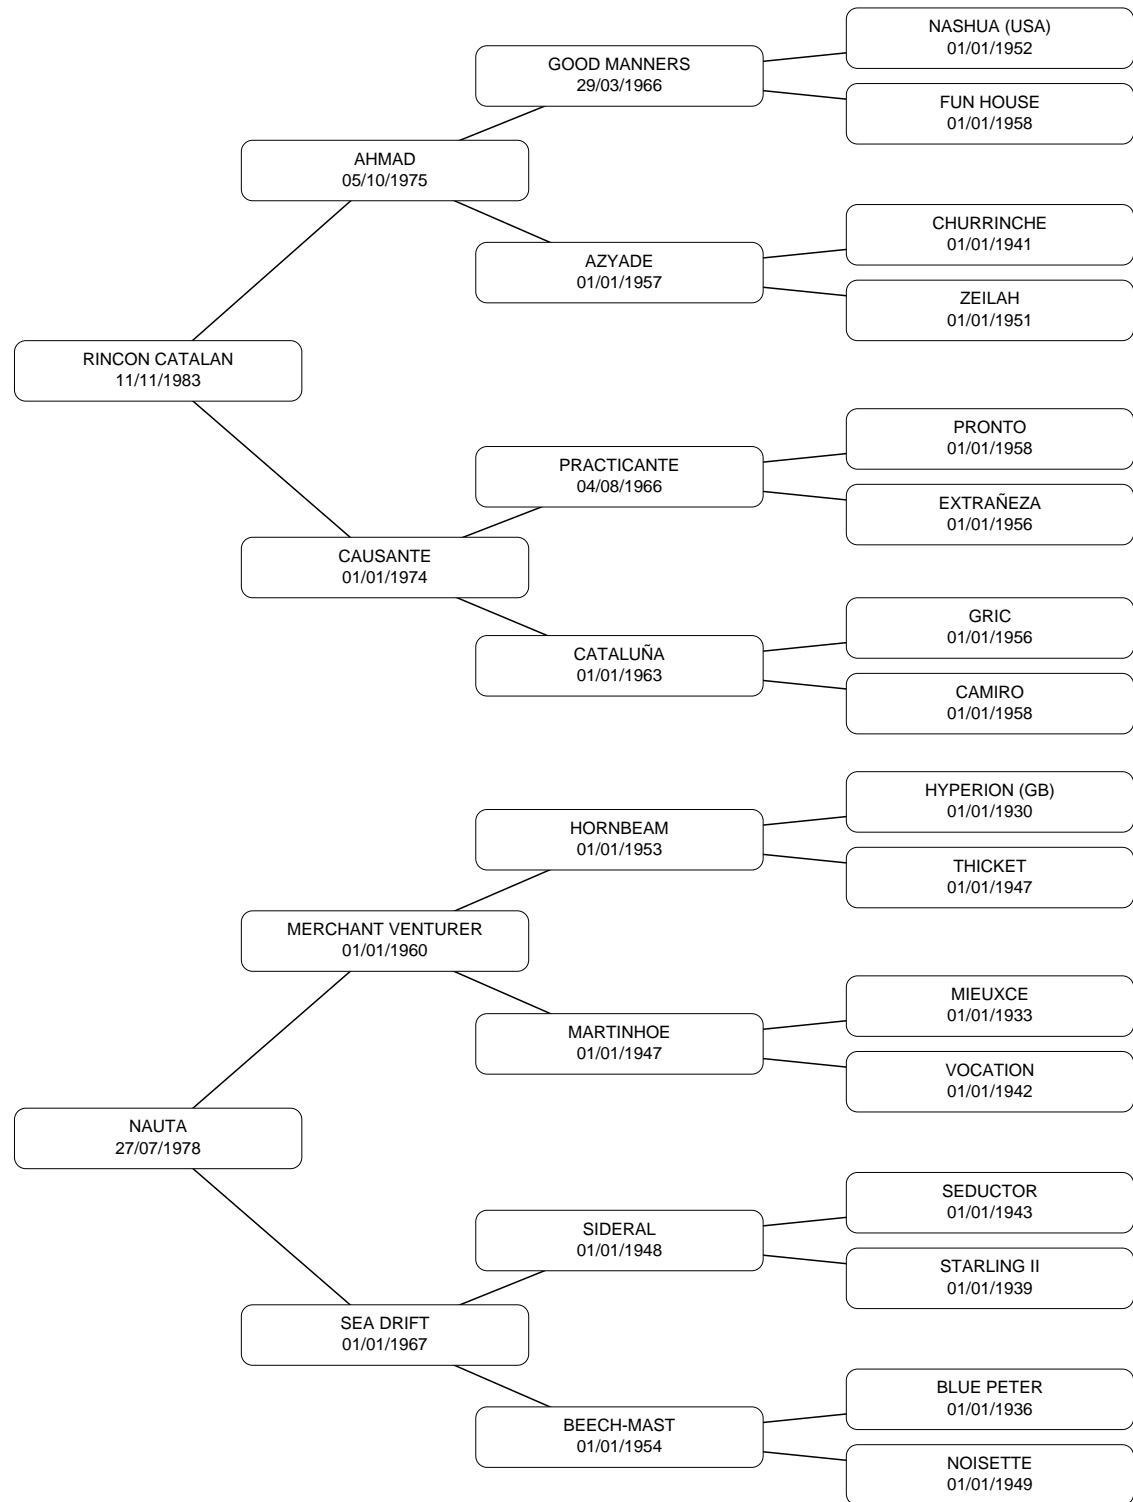 NASHUA (USA)
01/01/1952
GOOD MANNERS
29/03/1966
FUN HOUSE
01/01/1958
AHMAD
05/10/1975
CHURRINCHE
01/01/1941
AZYADE
01/01/1957
ZEILAH
01/01/1951
RINCON CATALAN
11/11/1983
PRONTO
01/01/1958
PRACTICANTE
04/08/1966
EXTRAÑEZA
01/01/1956
CAUSANTE
01/01/1974
GRIC
01/01/1956
CATALUÑA
01/01/1963
CAMIRO
01/01/1958
HYPERION (GB)
01/01/1930
HORNBEAM
01/01/1953
THICKET
01/01/1947
MERCHANT VENTURER
01/01/1960
MIEUXCE
01/01/1933
MARTINHOE
01/01/1947
VOCATION
01/01/1942
NAUTA
27/07/1978
SEDUCTOR
01/01/1943
SIDERAL
01/01/1948
STARLING II
01/01/1939
SEA DRIFT
01/01/1967
BLUE PETER
01/01/1936
BEECH-MAST
01/01/1954
NOISETTE
01/01/1949